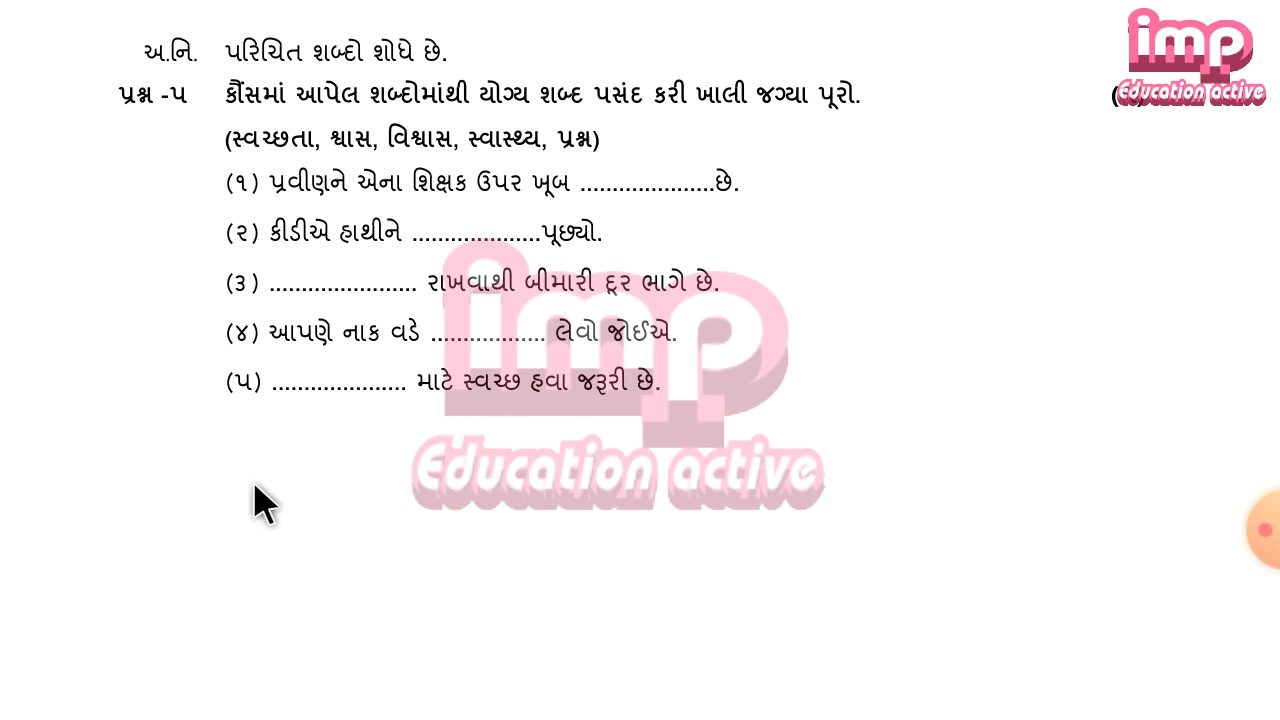 imp
Education active
અ.નિ. પરિચિત શબ્દો શોધે છે.
પ્રશ્ન -૫ કૌંસમાં આપેલ શબ્દોમાંથી યોગ્ય શબ્દ પસંદ કરી ખાલી જગ્યા પૂરો.
(સ્વચ્છતા, શ્વાસ, વિશ્વાસ, સ્વાસ્થ્ય, પ્રશ્ન)
(૧) પ્રવીણને એના શિક્ષક ઉપર ખૂબ .....................છે.
(૨) કીડીએ હાથીને ....................પૂછ્યો.
(૩) ....................... રાખવાથી બીમારી દૂર ભાગે છે.
(૪) આપણે નાક વડે .................. લેવો જોઈએ.
(૫) ..................... માટે સ્વચ્છ હવા જરૂરી છે.
imp
Education active